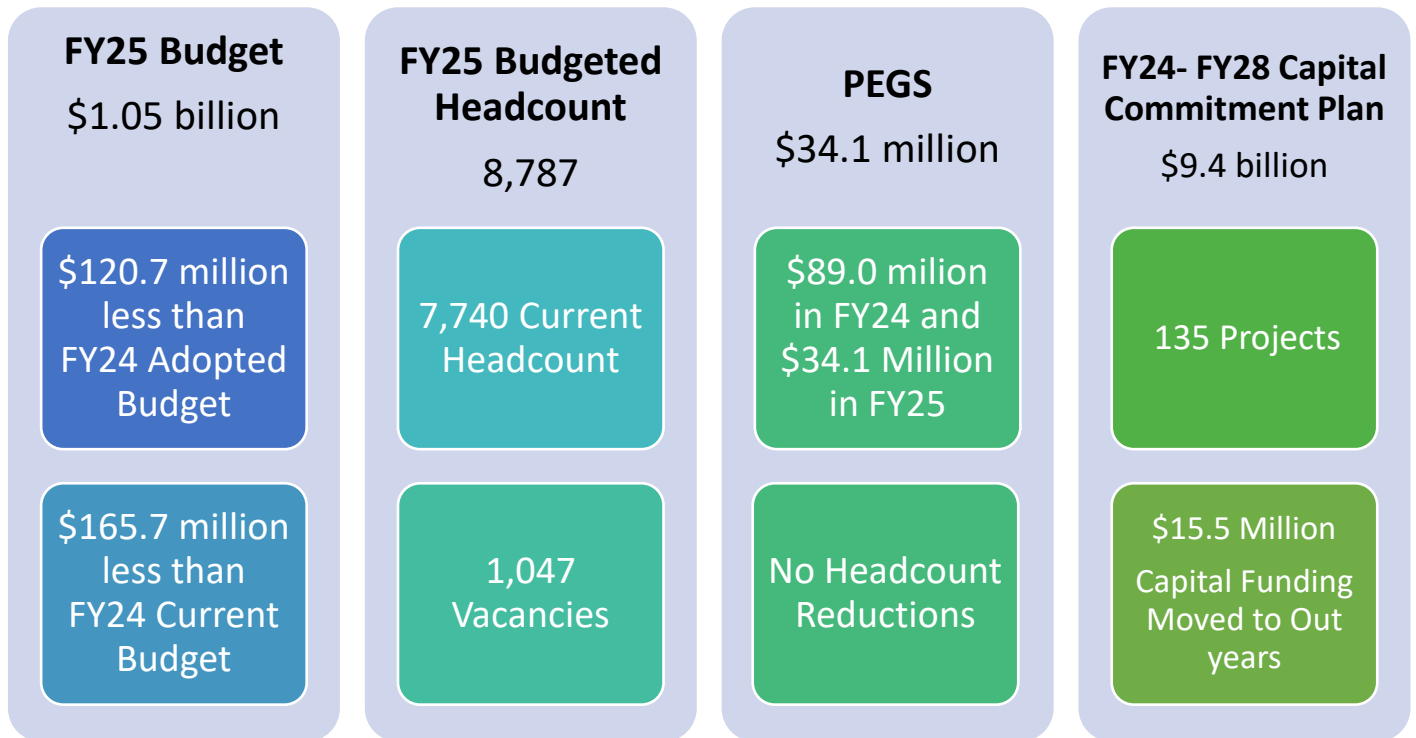 FY25 Budget
$1.05 billion
$120.7 million
less than
FY24 Adopted
Budget
$165.7 million
less than
FY24 Current
Budget
FY25 Budgeted
Headcount
8,787
7,740 Current
Headcount
1,047
Vacancies
PEGS
$34.1 million
$89.0 milion
in FY24 and
$34.1 Million
in FY25
No Headcount
Reductions
FY24- FY28 Capital
Commitment Plan
$9.4 billion
135 Projects
$15.5 Million
Capital Funding
Moved to Out
years